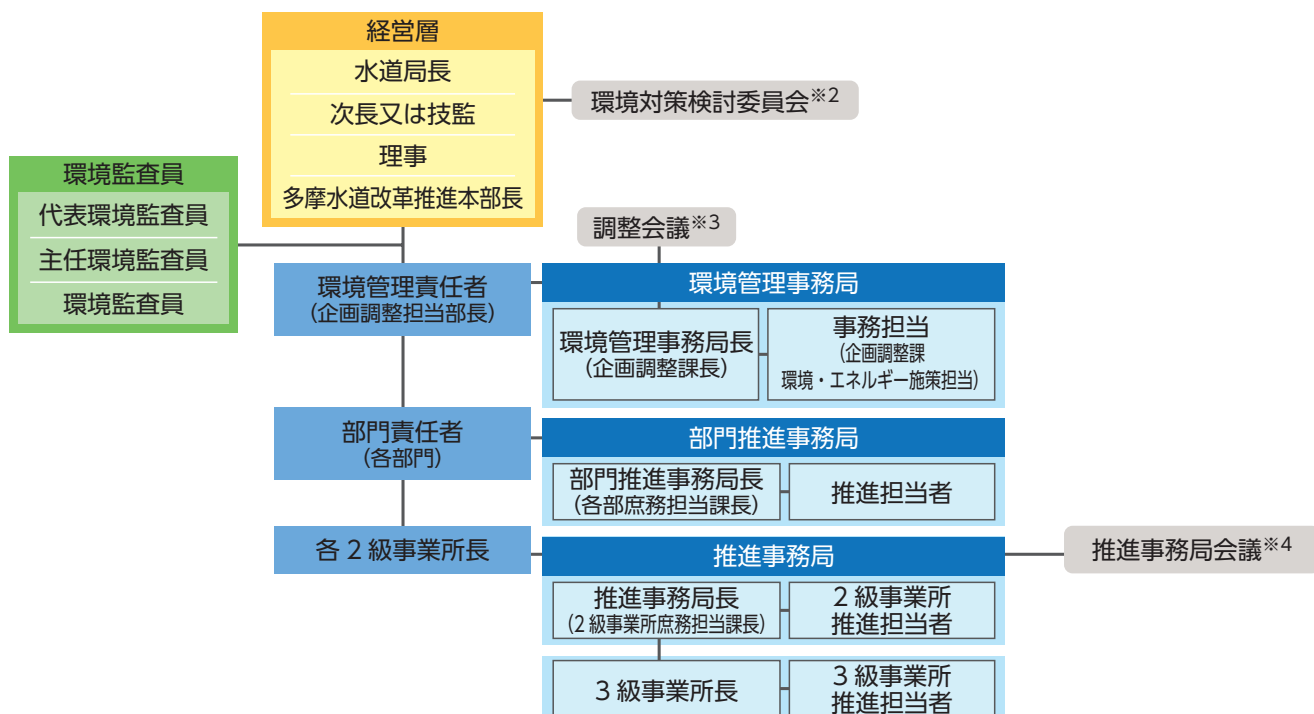 経営層
水道局長
次長又は技監
理事
多摩水道改革推進本部長
環境対策検討委員会※2
環境監査員
代表環境監査員
主任環境監査員
環境監査員
調整会議※3
環境管理責任者
(企画調整担当部長)
環境管理事務局
環境管理事務局長
(企画調整課長)
事務担当
(企画調整課
環境・エネルギー施策担当)
部門責任者
(各部門)
部門推進事務局
部門推進事務局長
(各部庶務担当課長)
推進担当者
各2級事業所長
推進事務局
推進事務局会議※4
推進事務局長
(2級事業所庶務担当課長)
2級事業所
推進担当者
3級事業所長
3級事業所
推進担当者